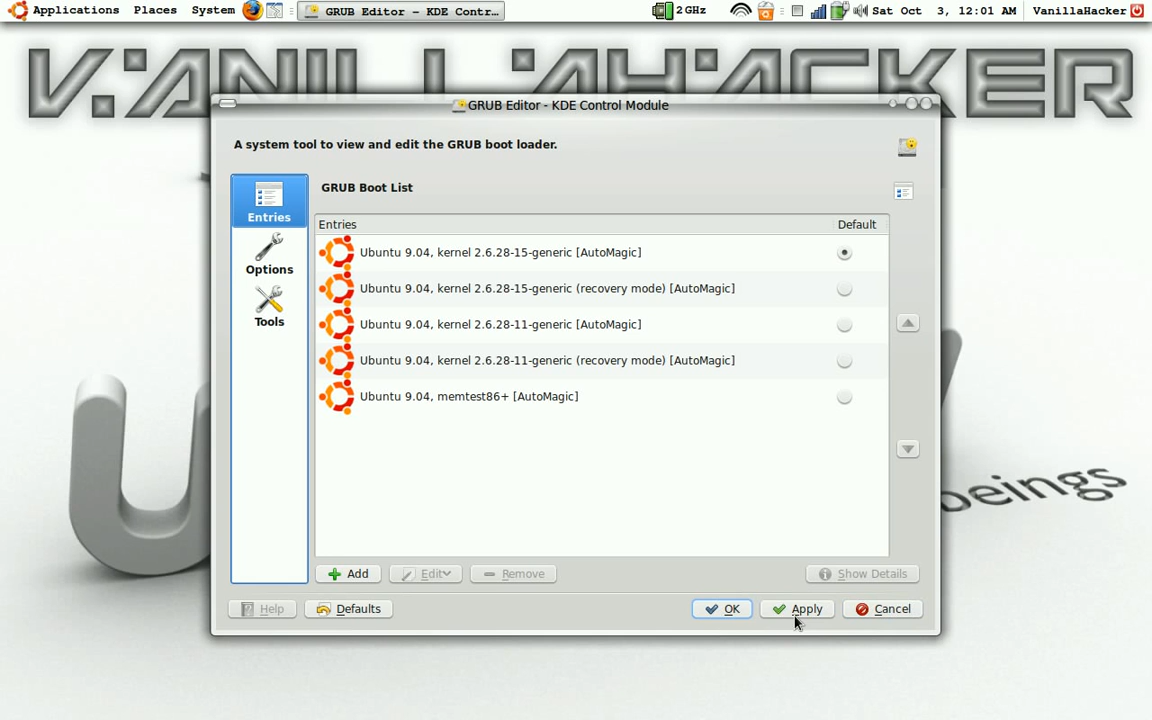 Applications Places System GRUB Editor - KDE Contr... 2 GHz Sat Oct 3, 12:01 AM VanillaHacker
VANILLAHACKER
GRUB Editor - KDE Control Module
A system tool to view and edit the GRUB boot loader.
GRUB Boot List
Entries
Options
Tools
Entries Default
Ubuntu 9.04, kernel 2.6.28-15-generic [AutoMagic]
Ubuntu 9.04, kernel 2.6.28-15-generic (recovery mode) [AutoMagic]
Ubuntu 9.04, kernel 2.6.28-11-generic [AutoMagic]
Ubuntu 9.04, kernel 2.6.28-11-generic (recovery mode) [AutoMagic]
Ubuntu 9.04, memtest86+ [AutoMagic]
beings
Add Edit Remove Show Details
Help Defaults OK Apply Cancel